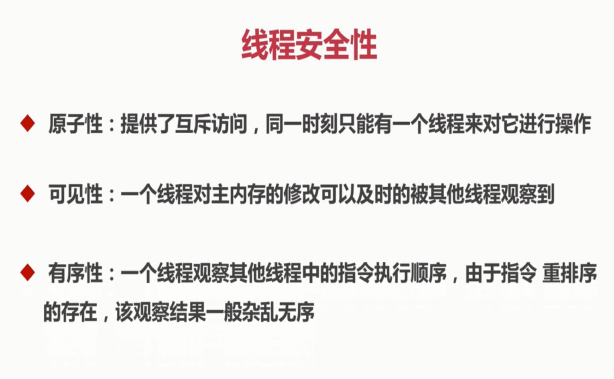 线程安全性
原子性：提供了互斥访问，同一时刻只能有一个线程来对它进行操作
可见性：一个线程对主内存的修改可以及时的被其他线程观察到
有序性：一个线程观察其他线程中的指令执行顺序，由于指令 重排序
的存在，该观察结果一般杂乱无序